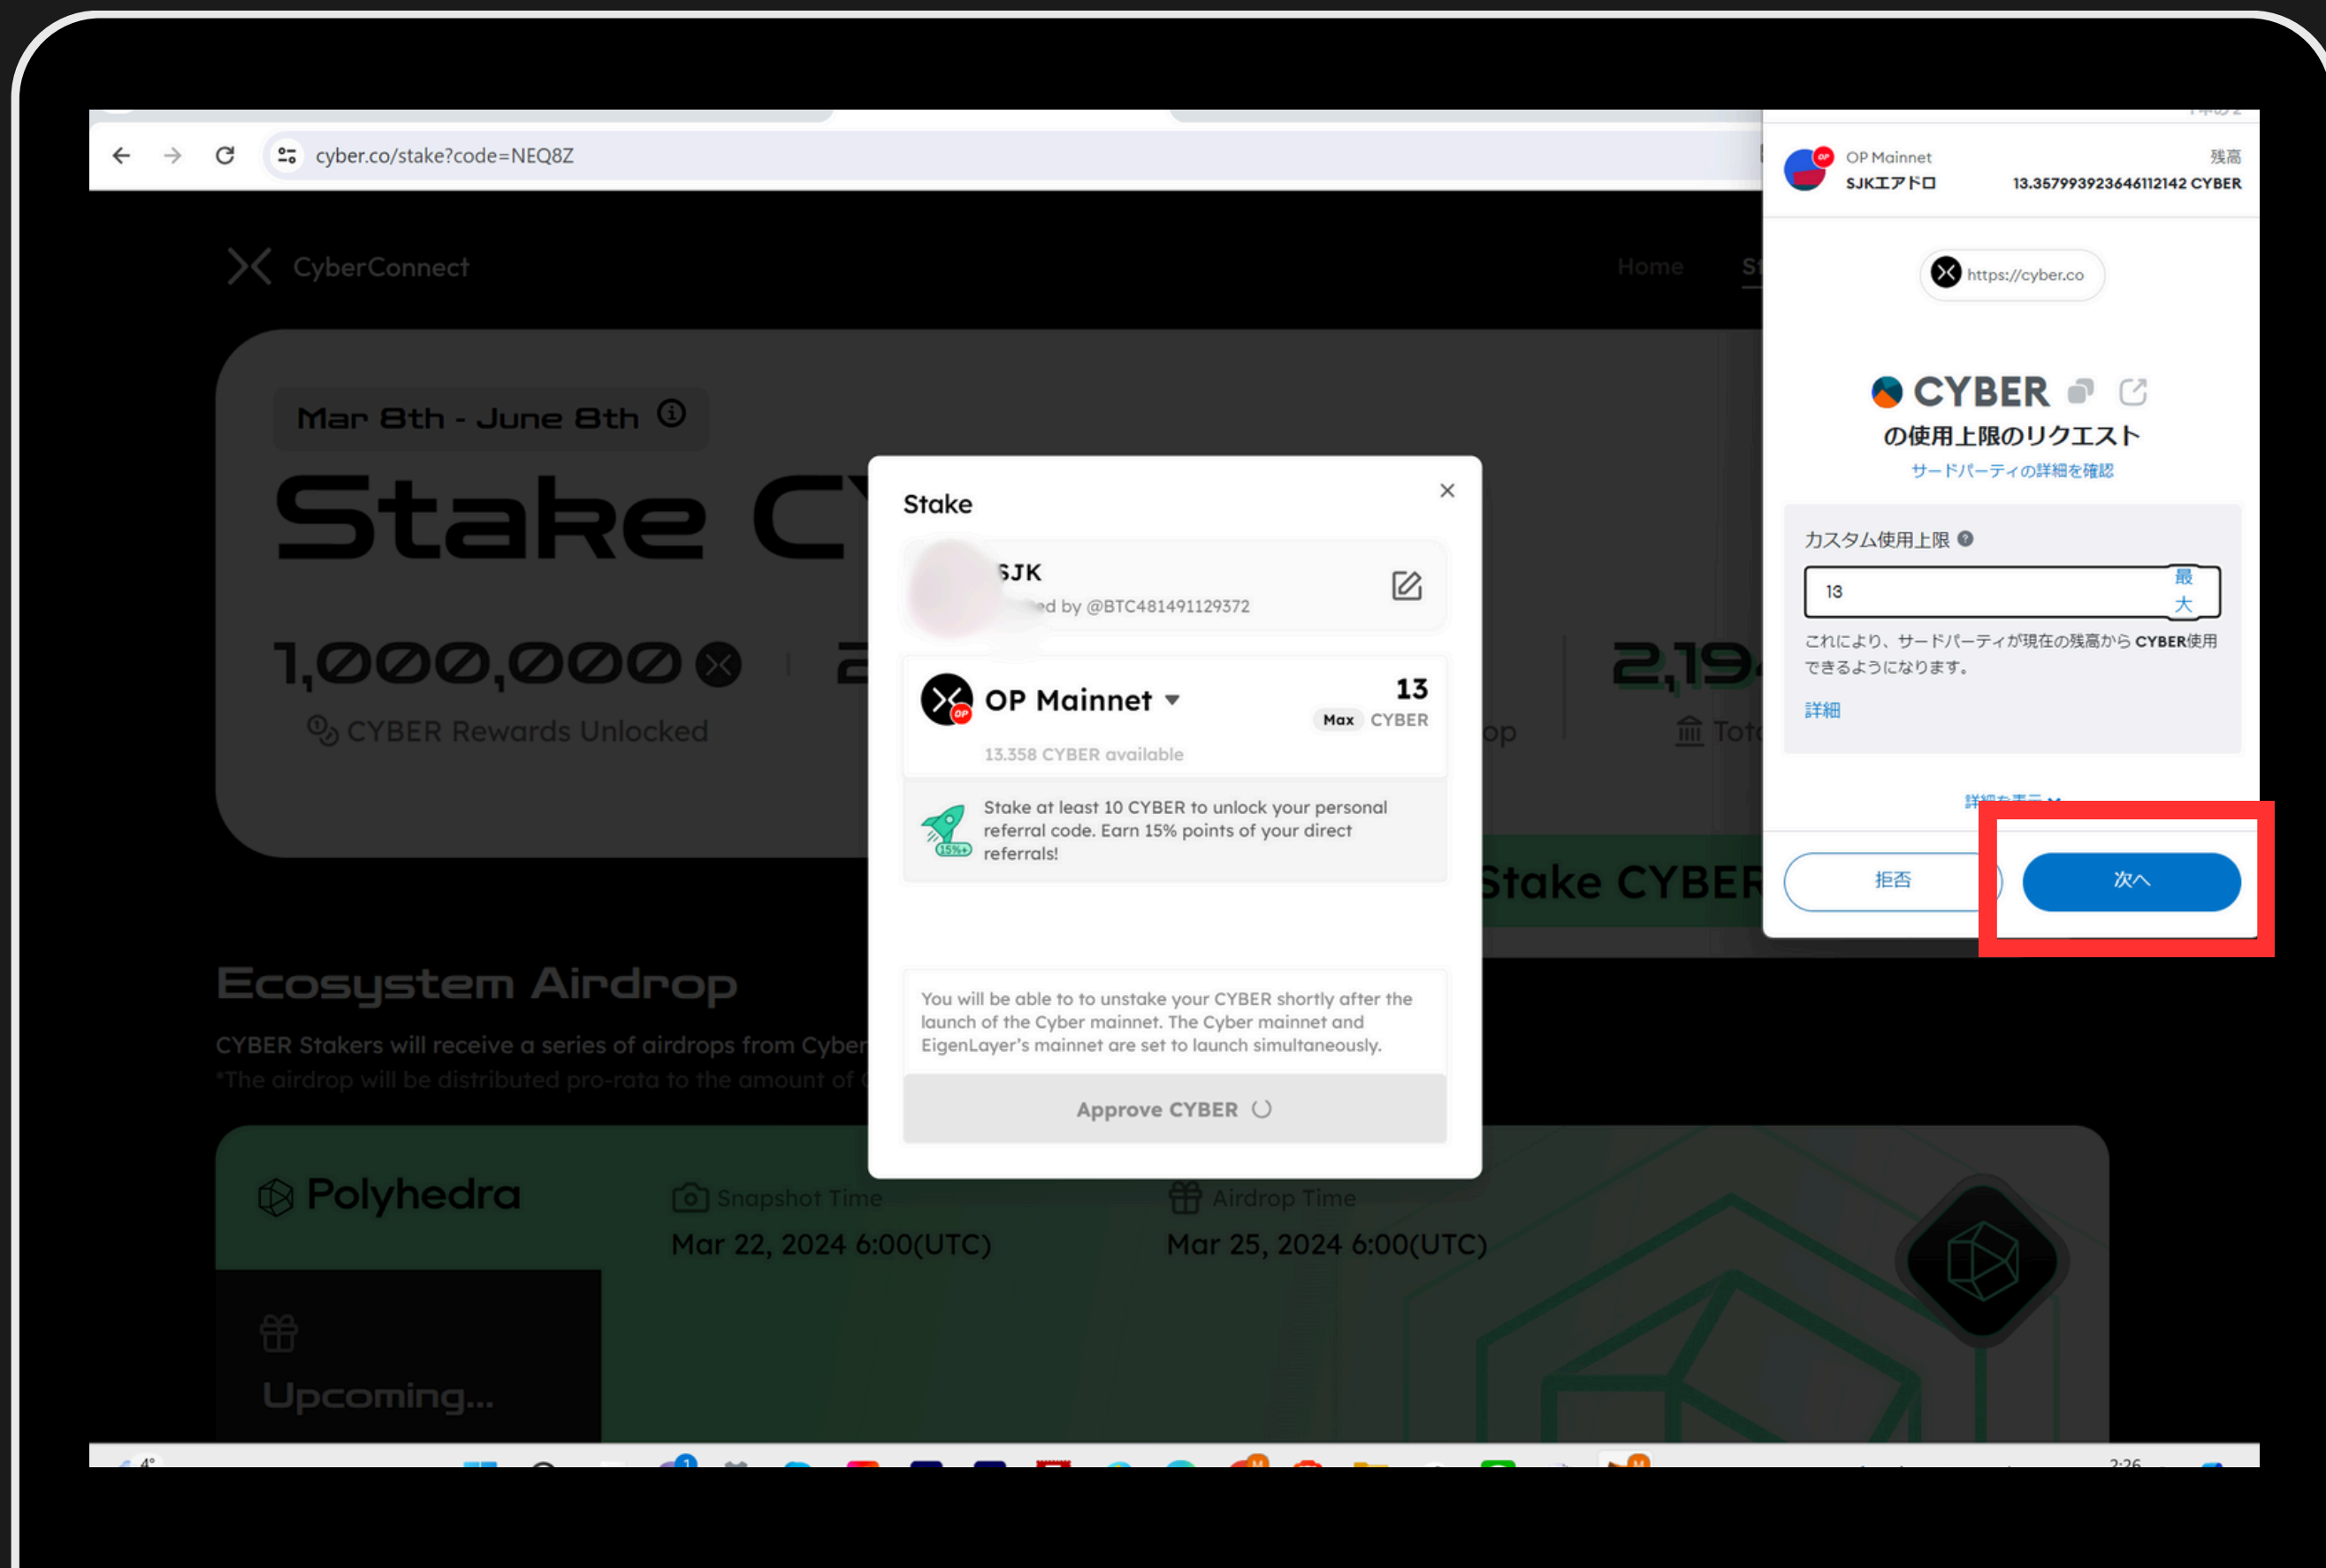 cyber.co/stake?code=NEQ8Z
CyberConnect
Home
Mar 8th - June 8th
Stake
1,000,000
CYBER Rewards Unlocked
2,19
Stake CYBER
Ecosystem Airdrop
CYBER Stakers will receive a series of airdrops from Cyber
*The airdrop will be distributed pro-rata to the amount of
Polyhedra
Snapshot Time
Mar 22, 2024 6:00(UTC)
Airdrop Time
Mar 25, 2024 6:00(UTC)
Upcoming...
Stake
SJK
by @BTC481491129372
OP Mainnet
13
Max CYBER
13.358 CYBER available
Stake at least 10 CYBER to unlock your personal
referral code. Earn 15% points of your direct
referrals!
15%+
You will be able to to unstake your CYBER shortly after the
launch of the Cyber mainnet. The Cyber mainnet and
EigenLayer's mainnet are set to launch simultaneously.
Approve CYBER
OP Mainnet
残高
SJKエアドロ
13.357993923646112142 CYBER
https://cyber.co
CYBER
の使用上限のリクエスト
サードパーティの詳細を確認
カスタム使用上限
13
最
大
これにより、サードパーティが現在の残高から CYBER使用
できるようになります。
詳細
詳細を表示
拒否
次へ
4°
2:26